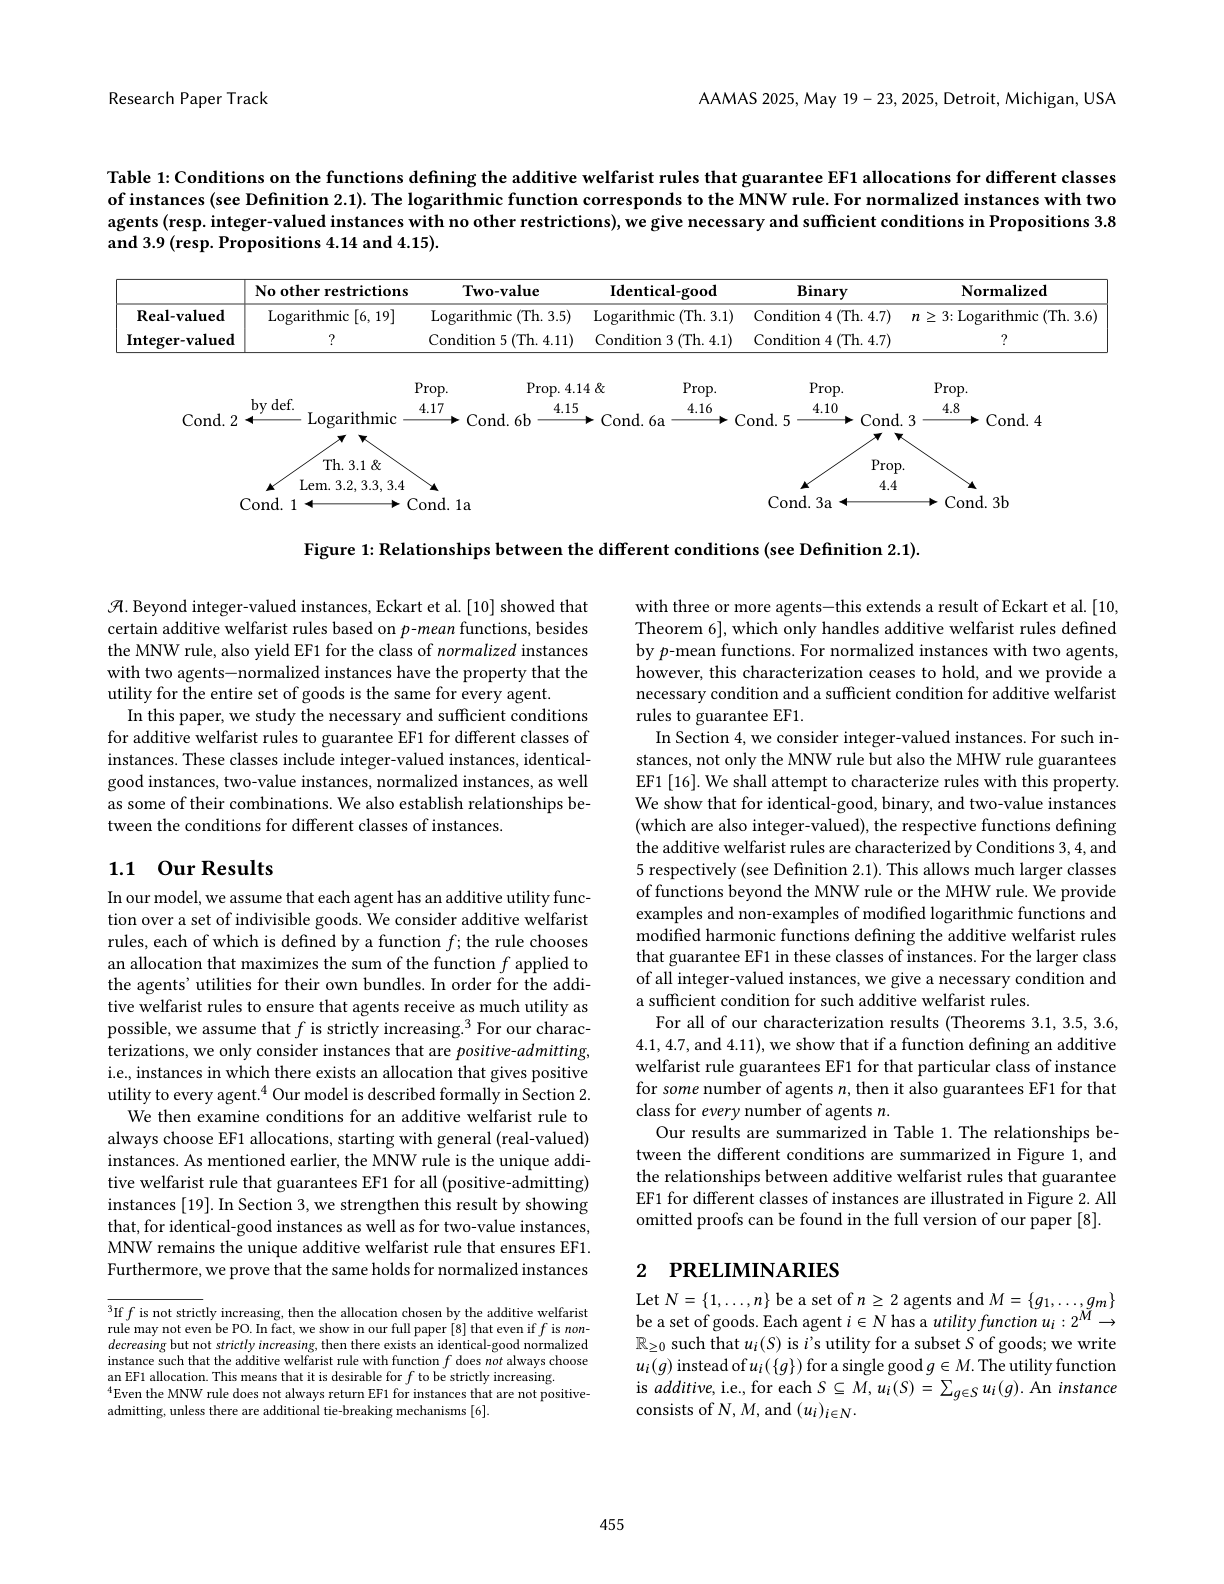 Research Paper Track
AAMAS 2025, May 19 – 23, 2025, Detroit, Michigan, USA
Table 1: Conditions on the functions defining the additive welfarist rules that guarantee EF1 allocations for different classes
of instances (see Definition 2.1). The logarithmic function corresponds to the MNW rule. For normalized instances with two
agents (resp. integer-valued instances with no other restrictions), we give necessary and sufficient conditions in Propositions 3.8
and 3.9 (resp. Propositions 4.14 and 4.15).
No other restrictions Two-value Identical-good Binary Normalized
Real-valued Logarithmic [6, 19] Logarithmic (Th. 3.5) Logarithmic (Th. 3.1) Condition 4 (Th. 4.7) n ≥ 3: Logarithmic (Th. 3.6)
Integer-valued ? Condition 5 (Th. 4.11) Condition 3 (Th. 4.1) Condition 4 (Th. 4.7) ?
Prop. Prop. 4.14 & Prop. Prop. Prop.
by def. 4.17 4.15 4.16 4.10 4.8
Cond. 2 Logarithmic Cond. 6b Cond. 6a Cond. 5 Cond. 3 Cond. 4
Th. 3.1 & Prop.
Lem. 3.2, 3.3, 3.4 4.4
Cond. 1 Cond. 1a Cond. 3a Cond. 3b
Figure 1: Relationships between the different conditions (see Definition 2.1).
𝒜. Beyond integer-valued instances, Eckart et al. [10] showed that
certain additive welfarist rules based on p-mean functions, besides
the MNW rule, also yield EF1 for the class of normalized instances
with two agents—normalized instances have the property that the
utility for the entire set of goods is the same for every agent.
In this paper, we study the necessary and sufficient conditions
for additive welfarist rules to guarantee EF1 for different classes of
instances. These classes include integer-valued instances, identical-
good instances, two-value instances, normalized instances, as well
as some of their combinations. We also establish relationships be-
tween the conditions for different classes of instances.
1.1 Our Results
In our model, we assume that each agent has an additive utility func-
tion over a set of indivisible goods. We consider additive welfarist
rules, each of which is defined by a function f; the rule chooses
an allocation that maximizes the sum of the function f applied to
the agents' utilities for their own bundles. In order for the addi-
tive welfarist rules to ensure that agents receive as much utility as
possible, we assume that f is strictly increasing.³ For our charac-
terizations, we only consider instances that are positive-admitting,
i.e., instances in which there exists an allocation that gives positive
utility to every agent.⁴ Our model is described formally in Section 2.
We then examine conditions for an additive welfarist rule to
always choose EF1 allocations, starting with general (real-valued)
instances. As mentioned earlier, the MNW rule is the unique addi-
tive welfarist rule that guarantees EF1 for all (positive-admitting)
instances [19]. In Section 3, we strengthen this result by showing
that, for identical-good instances as well as for two-value instances,
MNW remains the unique additive welfarist rule that ensures EF1.
Furthermore, we prove that the same holds for normalized instances
³If f is not strictly increasing, then the allocation chosen by the additive welfarist
rule may not even be PO. In fact, we show in our full paper [8] that even if f is non-
decreasing but not strictly increasing, then there exists an identical-good normalized
instance such that the additive welfarist rule with function f does not always choose
an EF1 allocation. This means that it is desirable for f to be strictly increasing.
⁴Even the MNW rule does not always return EF1 for instances that are not positive-
admitting, unless there are additional tie-breaking mechanisms [6].
with three or more agents—this extends a result of Eckart et al. [10,
Theorem 6], which only handles additive welfarist rules defined
by p-mean functions. For normalized instances with two agents,
however, this characterization ceases to hold, and we provide a
necessary condition and a sufficient condition for additive welfarist
rules to guarantee EF1.
In Section 4, we consider integer-valued instances. For such in-
stances, not only the MNW rule but also the MHW rule guarantees
EF1 [16]. We shall attempt to characterize rules with this property.
We show that for identical-good, binary, and two-value instances
(which are also integer-valued), the respective functions defining
the additive welfarist rules are characterized by Conditions 3, 4, and
5 respectively (see Definition 2.1). This allows much larger classes
of functions beyond the MNW rule or the MHW rule. We provide
examples and non-examples of modified logarithmic functions and
modified harmonic functions defining the additive welfarist rules
that guarantee EF1 in these classes of instances. For the larger class
of all integer-valued instances, we give a necessary condition and
a sufficient condition for such additive welfarist rules.
For all of our characterization results (Theorems 3.1, 3.5, 3.6,
4.1, 4.7, and 4.11), we show that if a function defining an additive
welfarist rule guarantees EF1 for that particular class of instance
for some number of agents n, then it also guarantees EF1 for that
class for every number of agents n.
Our results are summarized in Table 1. The relationships be-
tween the different conditions are summarized in Figure 1, and
the relationships between additive welfarist rules that guarantee
EF1 for different classes of instances are illustrated in Figure 2. All
omitted proofs can be found in the full version of our paper [8].
2 PRELIMINARIES
Let N = {1, . . . , n} be a set of n ≥ 2 agents and M = {g₁, . . . , gₘ}
be a set of goods. Each agent i ∈ N has a utility function uᵢ : 2ᴹ →
ℝ≥0 such that uᵢ(S) is i's utility for a subset S of goods; we write
uᵢ(g) instead of uᵢ({g}) for a single good g ∈ M. The utility function
is additive, i.e., for each S ⊆ M, uᵢ(S) = ∑g∈S uᵢ(g). An instance
consists of N, M, and (uᵢ)i∈N.
455